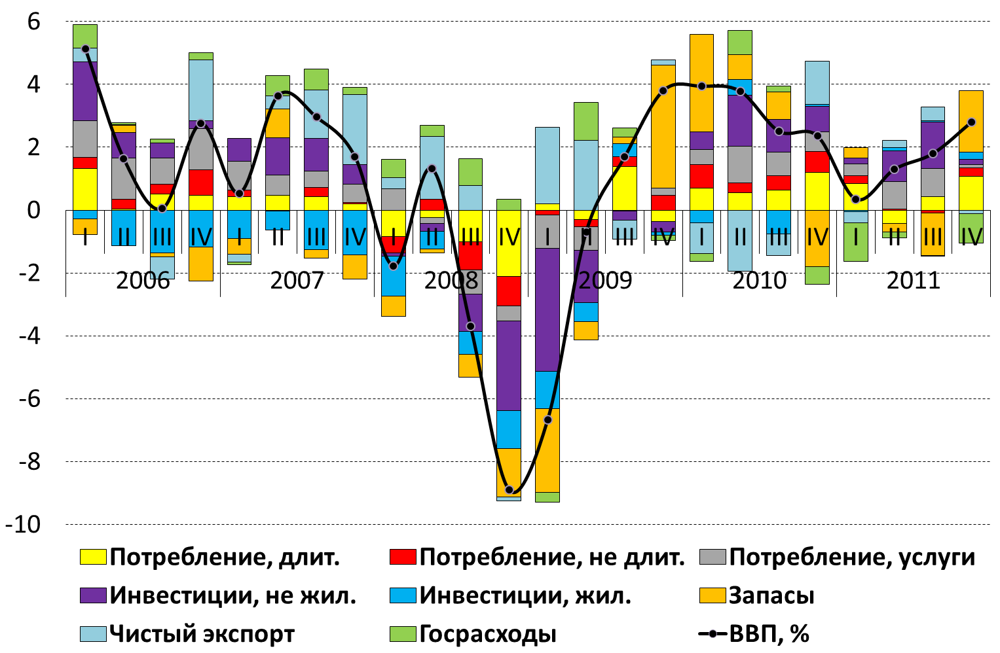 6
4
2
0
-2
-4
-6
-8
-10
I II III IV I II III IV I II III IV I II III IV I II III IV I II III IV
2006 2007 2008 2009 2010 2011
Потребление, длит. Потребление, не длит. Потребление, услуги
Инвестиции, не жил. Инвестиции, жил. Запасы
Чистый экспорт Госрасходы ВВП, %